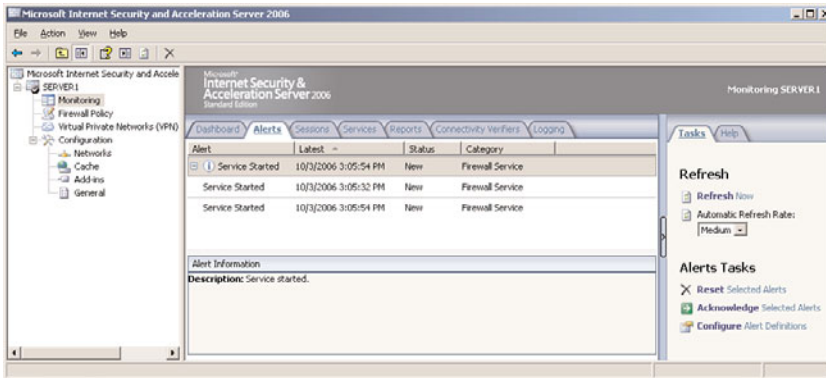 Microsoft Internet Security and Acceleration Server 2006
File Action View Help
Microsoft Internet Security and Accele
SERVER1
Monitoring
Firewall Policy
Virtual Private Networks (VPN)
Configuration
Networks
Cache
Add-ins
General
Microsoft
Internet Security &
Acceleration Server 2006
Standard Edition
Monitoring SERVER1
Dashboard Alerts Sessions Services Reports Connectivity Verifiers Logging
Alert Latest Status Category
Service Started 10/3/2006 3:05:54 PM New Firewall Service
Service Started 10/3/2006 3:05:32 PM New Firewall Service
Service Started 10/3/2006 3:05:54 PM New Firewall Service
Alert Information
Description: Service started.
Tasks Help
Refresh
Refresh Now
Automatic Refresh Rate:
Medium
Alerts Tasks
Reset Selected Alerts
Acknowledge Selected Alerts
Configure Alert Definitions